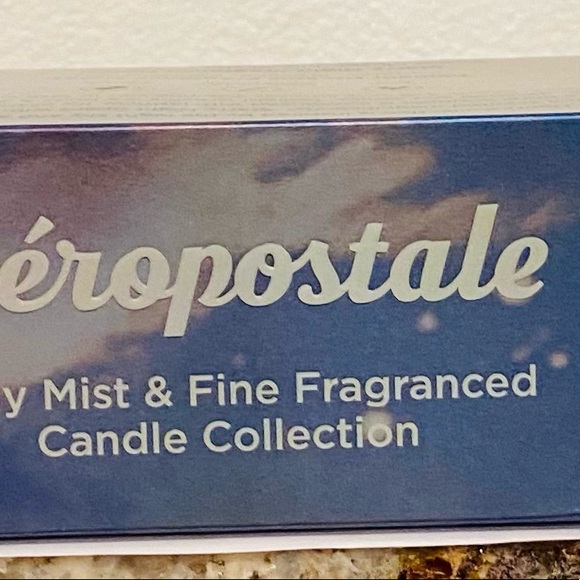 éropostale
y Mist & Fine Fragranced
Candle Collection